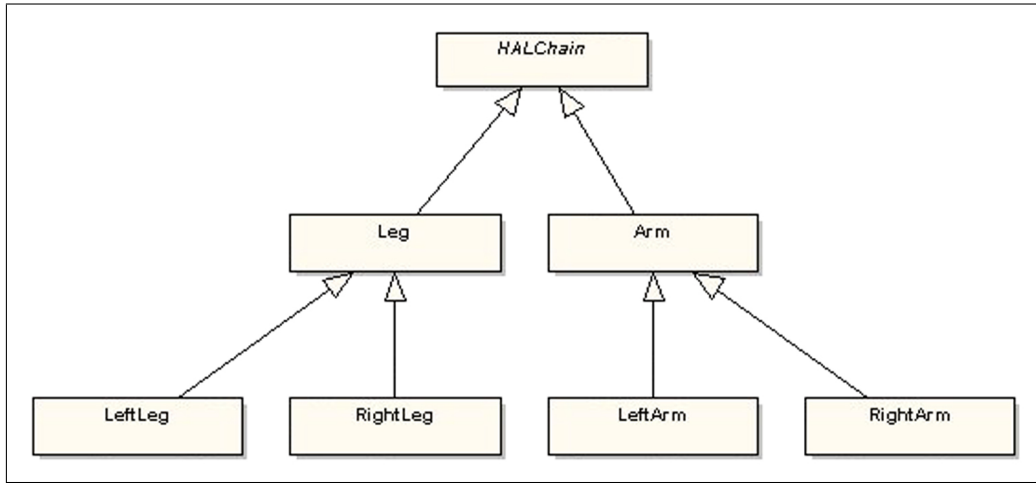 HALChain
Leg
Arm
LeftLeg
RightLeg
LeftArm
RightArm